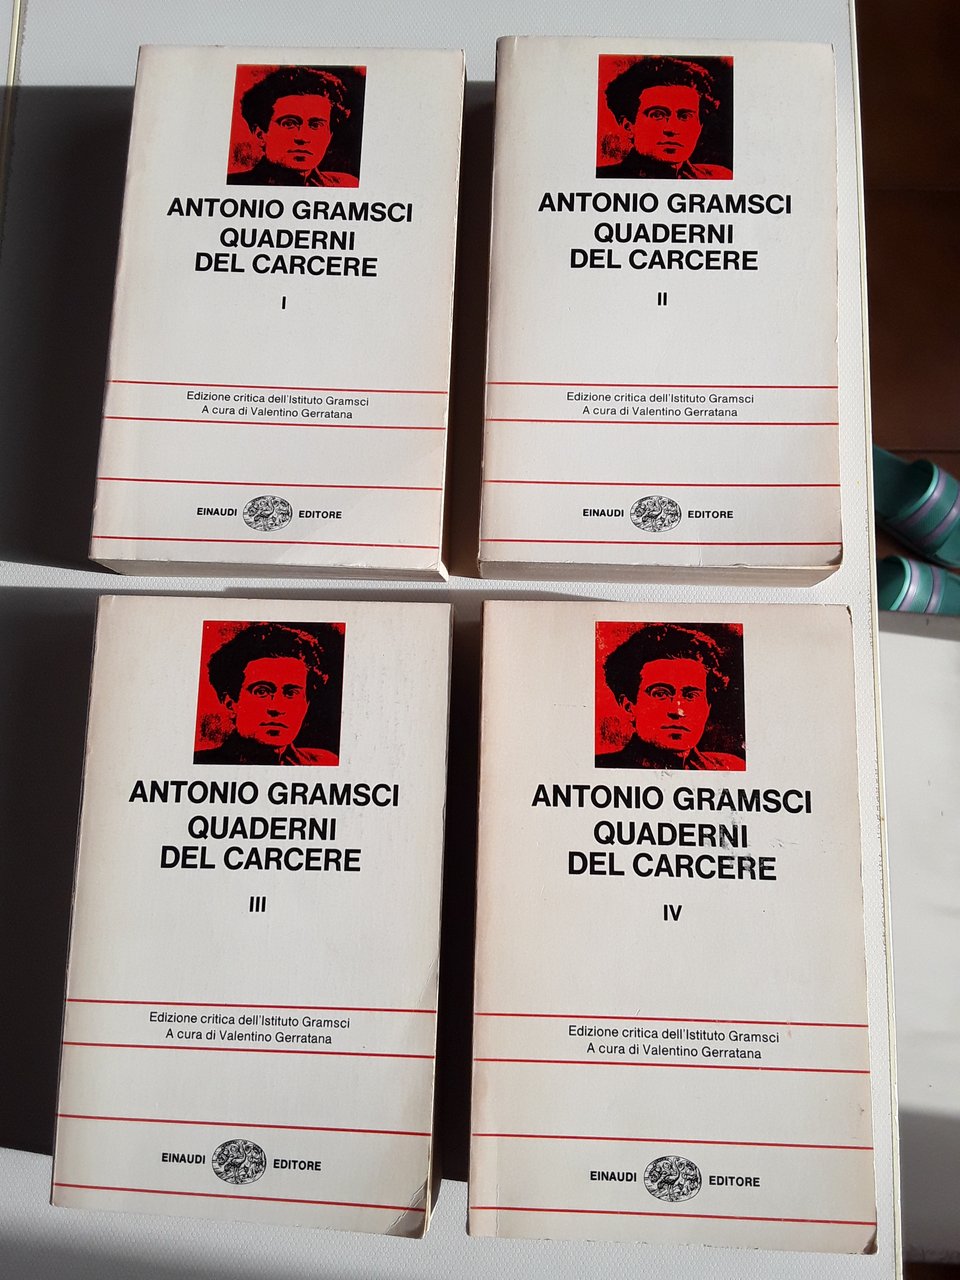 ANTONIO GRAMSCI
QUADERNI
DEL CARCERE
I
Edizione critica dell'Istituto Gramsci
A cura di Valentino Gerratana
EINAUDI EDITORE
ANTONIO GRAMSCI
QUADERNI
DEL CARCERE
II
Edizione critica dell'Istituto Gramsci
A cura di Valentino Gerratana
EINAUDI EDITORE
ANTONIO GRAMSCI
QUADERNI
DEL CARCERE
III
Edizione critica dell'Istituto Gramsci
A cura di Valentino Gerratana
EINAUDI EDITORE
ANTONIO GRAMSCI
QUADERNI
DEL CARCERE
IV
Edizione critica dell'Istituto Gramsci
A cura di Valentino Gerratana
EINAUDI EDITORE